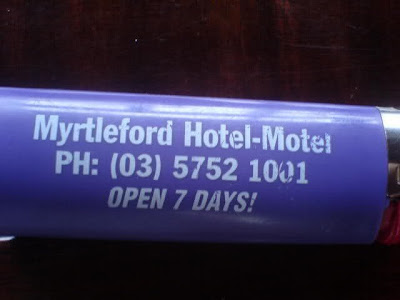 Myrtleford Hotel-Motel
PH: (03) 5752 1001
OPEN 7 DAYS!